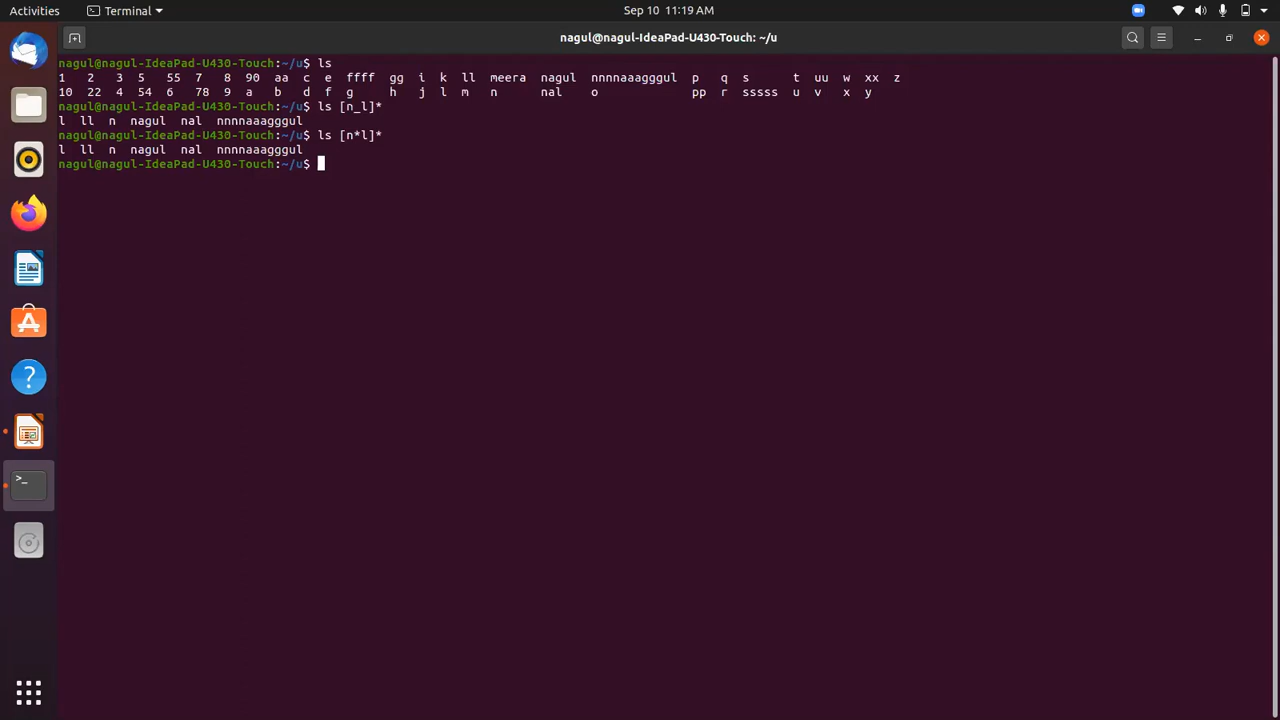 Activities Terminal Sep 10 11:19 AM
nagul@nagul-IdeaPad-U430-Touch: ~/u
nagul@nagul-IdeaPad-U430-Touch:~/u$ ls
1 2 3 5 55 7 8 90 aa c e ffff gg i k ll meera nagul nnnnaaagggul p q s t uu w xx z
10 22 4 54 6 78 9 a b d f g h j l m n nal o pp r sssss u v x y
nagul@nagul-IdeaPad-U430-Touch:~/u$ ls [n_l]*
l ll n nagul nal nnnnaaagggul
nagul@nagul-IdeaPad-U430-Touch:~/u$ ls [n*l]*
l ll n nagul nal nnnnaaagggul
nagul@nagul-IdeaPad-U430-Touch:~/u$